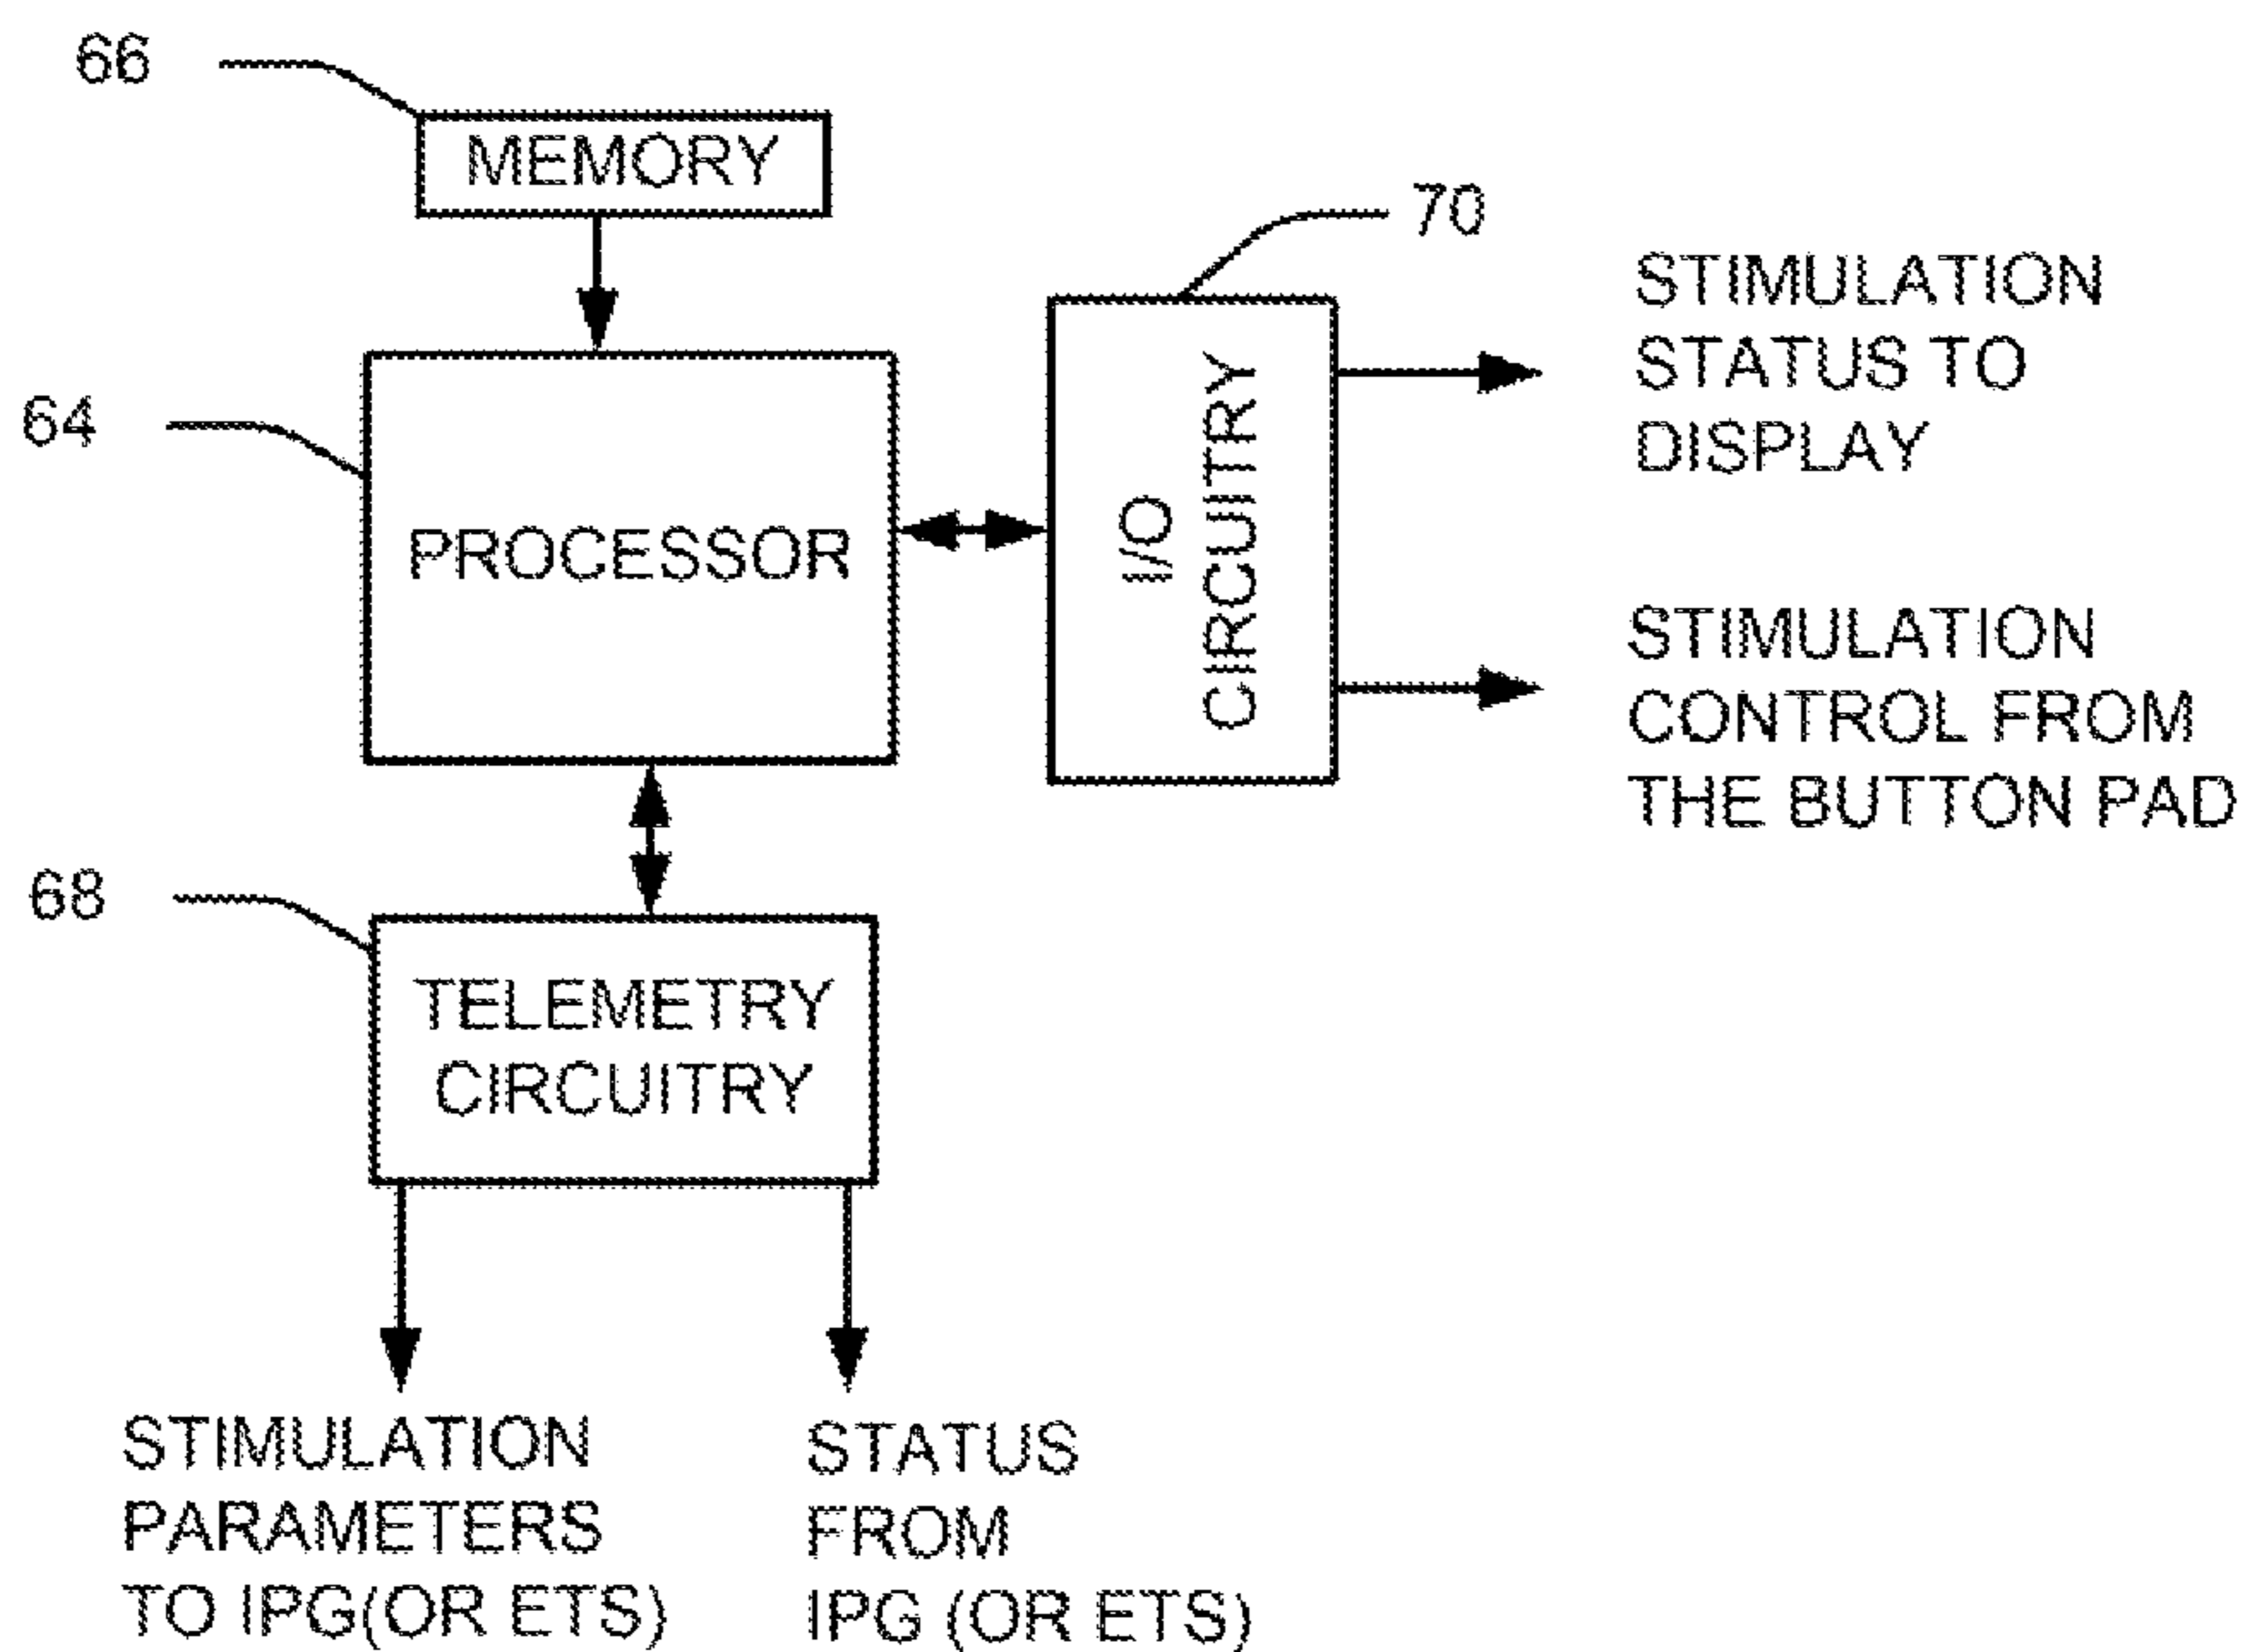 66
MEMORY
70
STIMULATION
STATUS TO
DISPLAY
64
PROCESSOR
I/O
CIRCUITRY
STIMULATION
CONTROL FROM
THE BUTTON PAD
68
TELEMETRY
CIRCUITRY
STIMULATION
PARAMETERS
TO IPG(OR ETS)
STATUS
FROM
IPG (OR ETS)